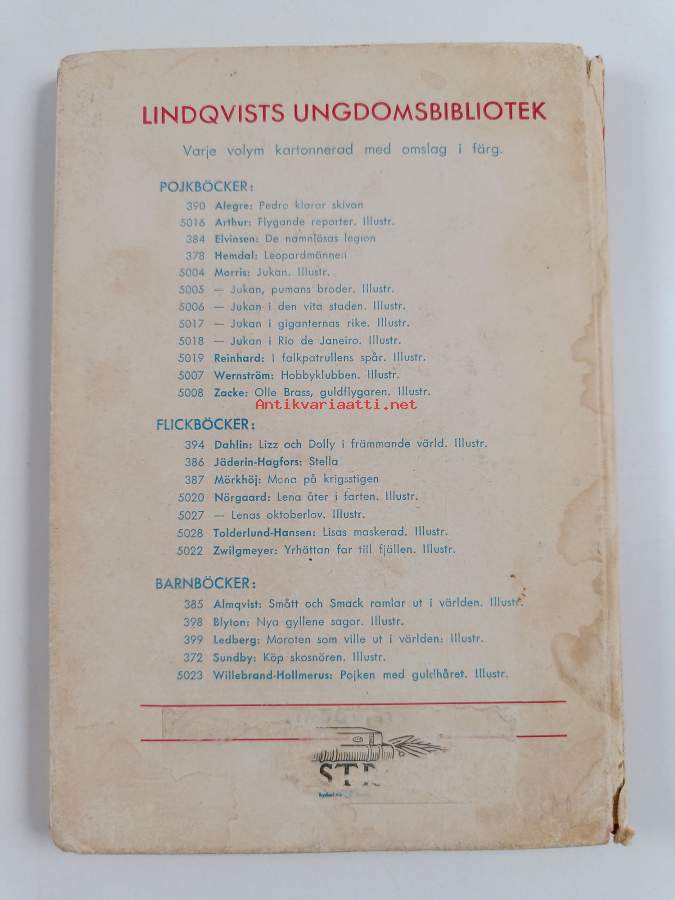 LINDQVISTS UNGDOMSBIBLIOTEK
Varje volym kartonnerad med omslag i färg.
POJKBÖCKER:
390 Alegre: Pedro klarar skivan
5016 Arthur: Flygande reporter. Illustr.
384 Elvinsen: De namnlösas legion
378 Hemdal: Leopardmännen
5004 Morris: Jukan. Illustr.
5005 — Jukan, pumans broder. Illustr.
5006 — Jukan i den vita staden. Illustr.
5017 — Jukan i giganternas rike. Illustr.
5018 — Jukan i Rio de Janeiro. Illustr.
5019 Reinhard: I falkpatrullens spår. Illustr.
5007 Wernström: Hobbyklubben. Illustr.
5008 Zacke: Olle Brass, guldflygaren. Illustr.
Antikvariaatti.net
FLICKBÖCKER:
394 Dahlin: Lizz och Dolly i främmande värld. Illustr.
386 Jäderin-Hagfors: Stella
387 Mörkhöj: Mona på krigsstigen
5020 Nörgaard: Lena åter i farten. Illustr.
5027 — Lenas oktoberlov. Illustr.
5028 Tolderlund-Hansen: Lisas maskerad. Illustr.
5022 Zwilgmeyer: Yrhättan far till fjällen. Illustr.
BARNBÖCKER:
385 Almqvist: Smått och Smack ramlar ut i världen. Illustr.
398 Blyton: Nya gyllene sagor. Illustr.
399 Ledberg: Moroten som ville ut i världen. Illustr.
372 Sundby: Köp skosnören. Illustr.
5023 Willebrand-Hollmerus: Pojken med guldhåret. Illustr.